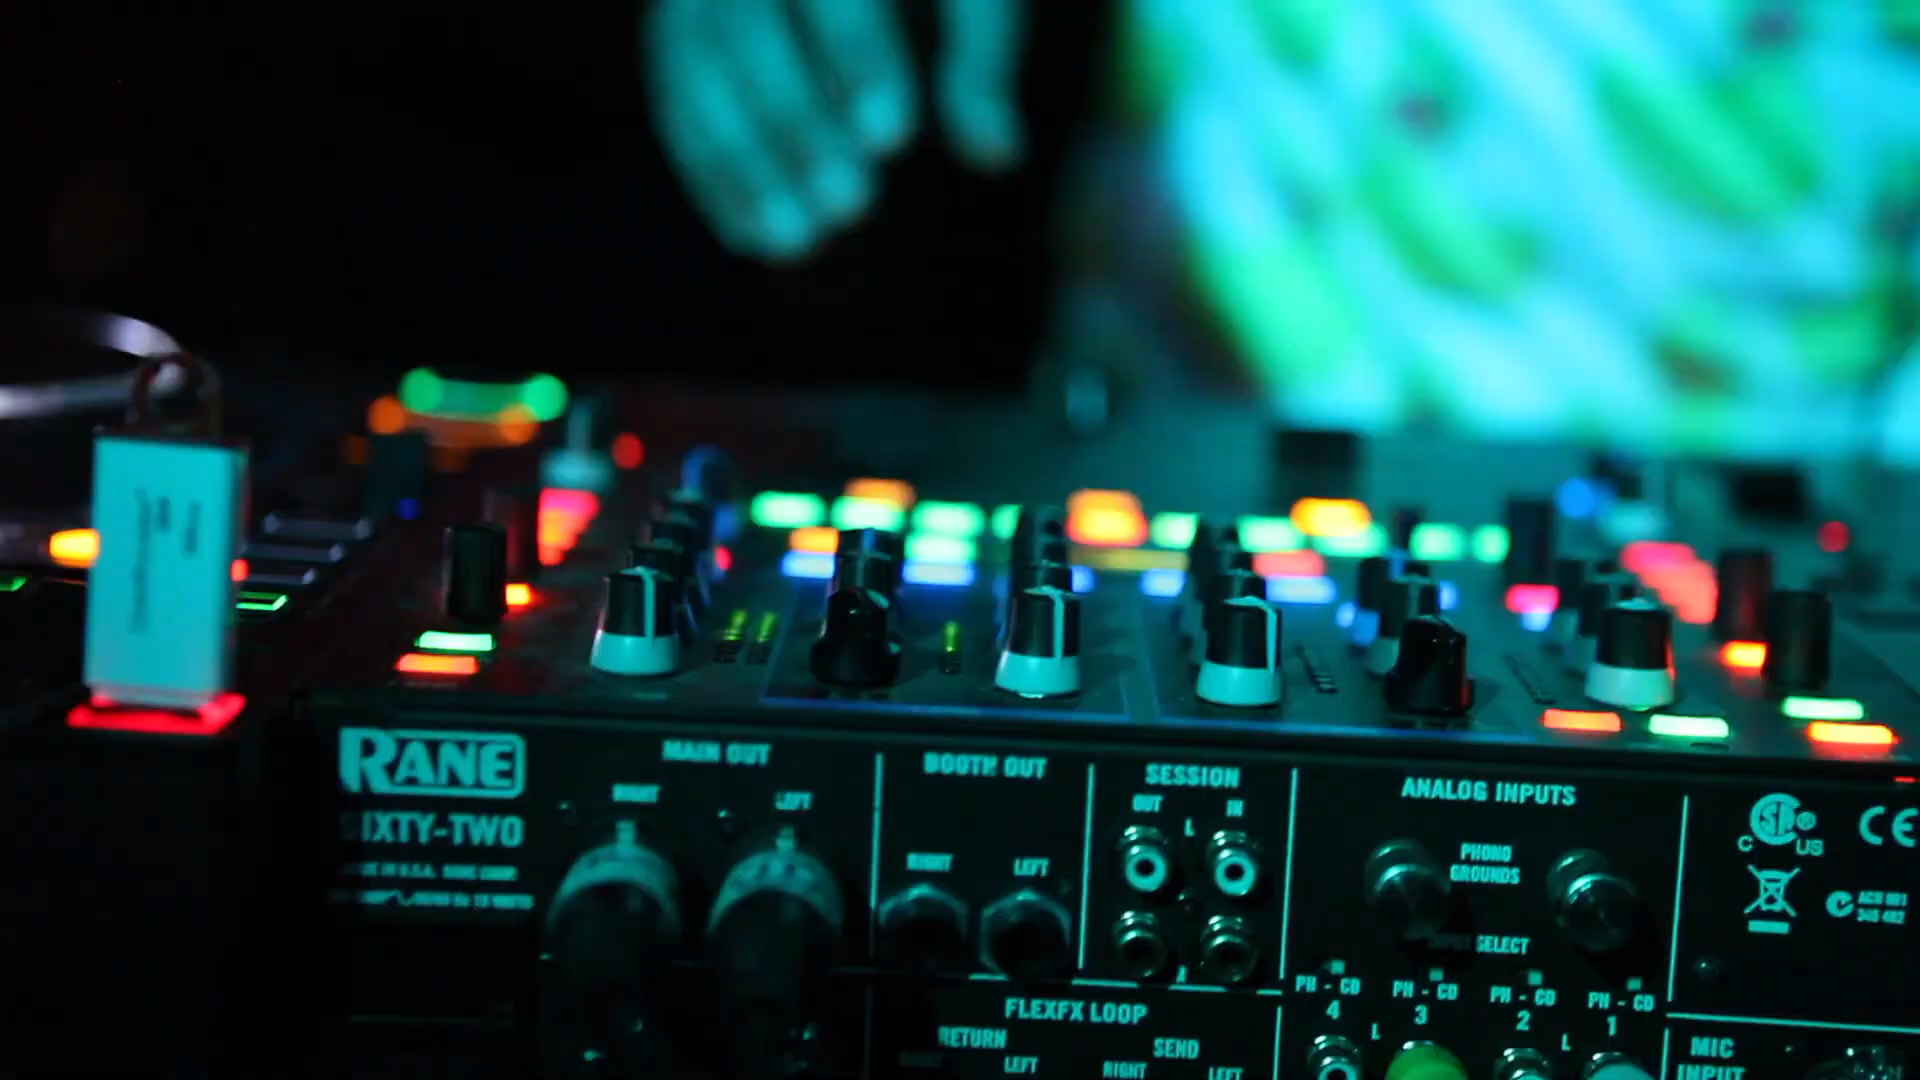 RANE
SIXTY-TWO
MAIN OUT
RIGHT
LEFT
BOOTH OUT
RIGHT
LEFT
SESSION
OUT
IN
L
R
FLEXFX LOOP
RETURN
SEND
LEFT
RIGHT
LEFT
ANALOG INPUTS
PHONO
GROUNDS
SELECT
PH - CD
4
PH - CD
3
PH - CD
2
PH - CD
1
L
L
C
US
CE
MIC
INPUT